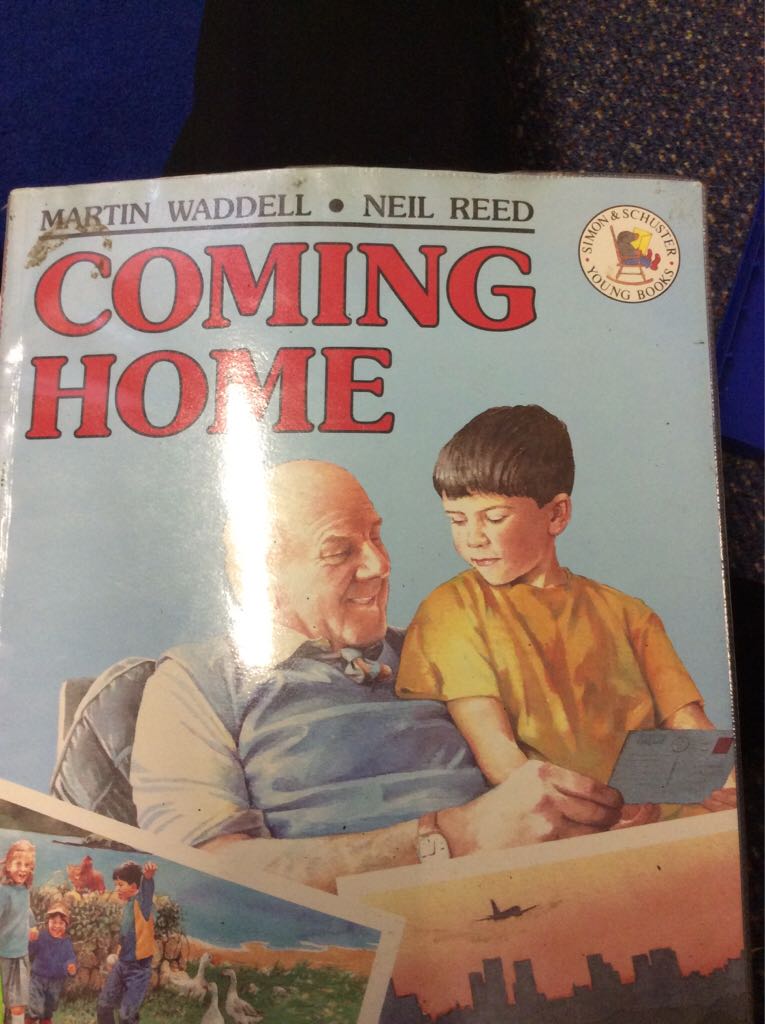 MARTIN WADDELL • NEIL REED
COMING
HOME
SIMON & SCHUSTER
YOUNG BOOKS